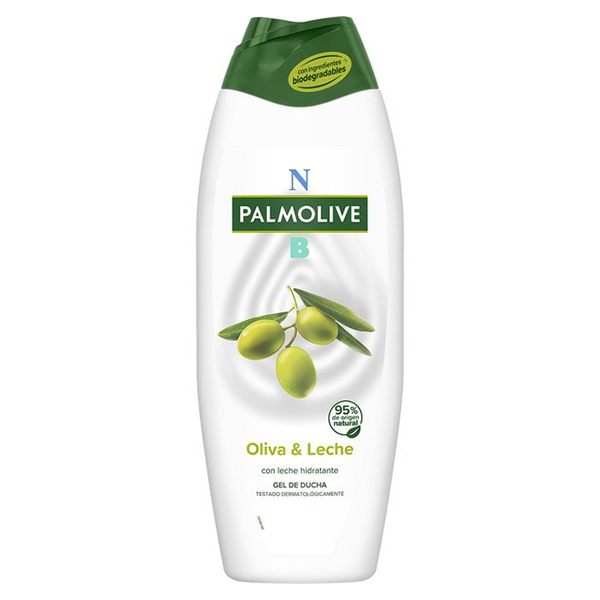 con ingredientes
biodegradables
N
PALMOLIVE
B
95%
de origen
natural
Oliva & Leche
con leche hidratante
GEL DE DUCHA
TESTADO DERMATOLÓGICAMENTE